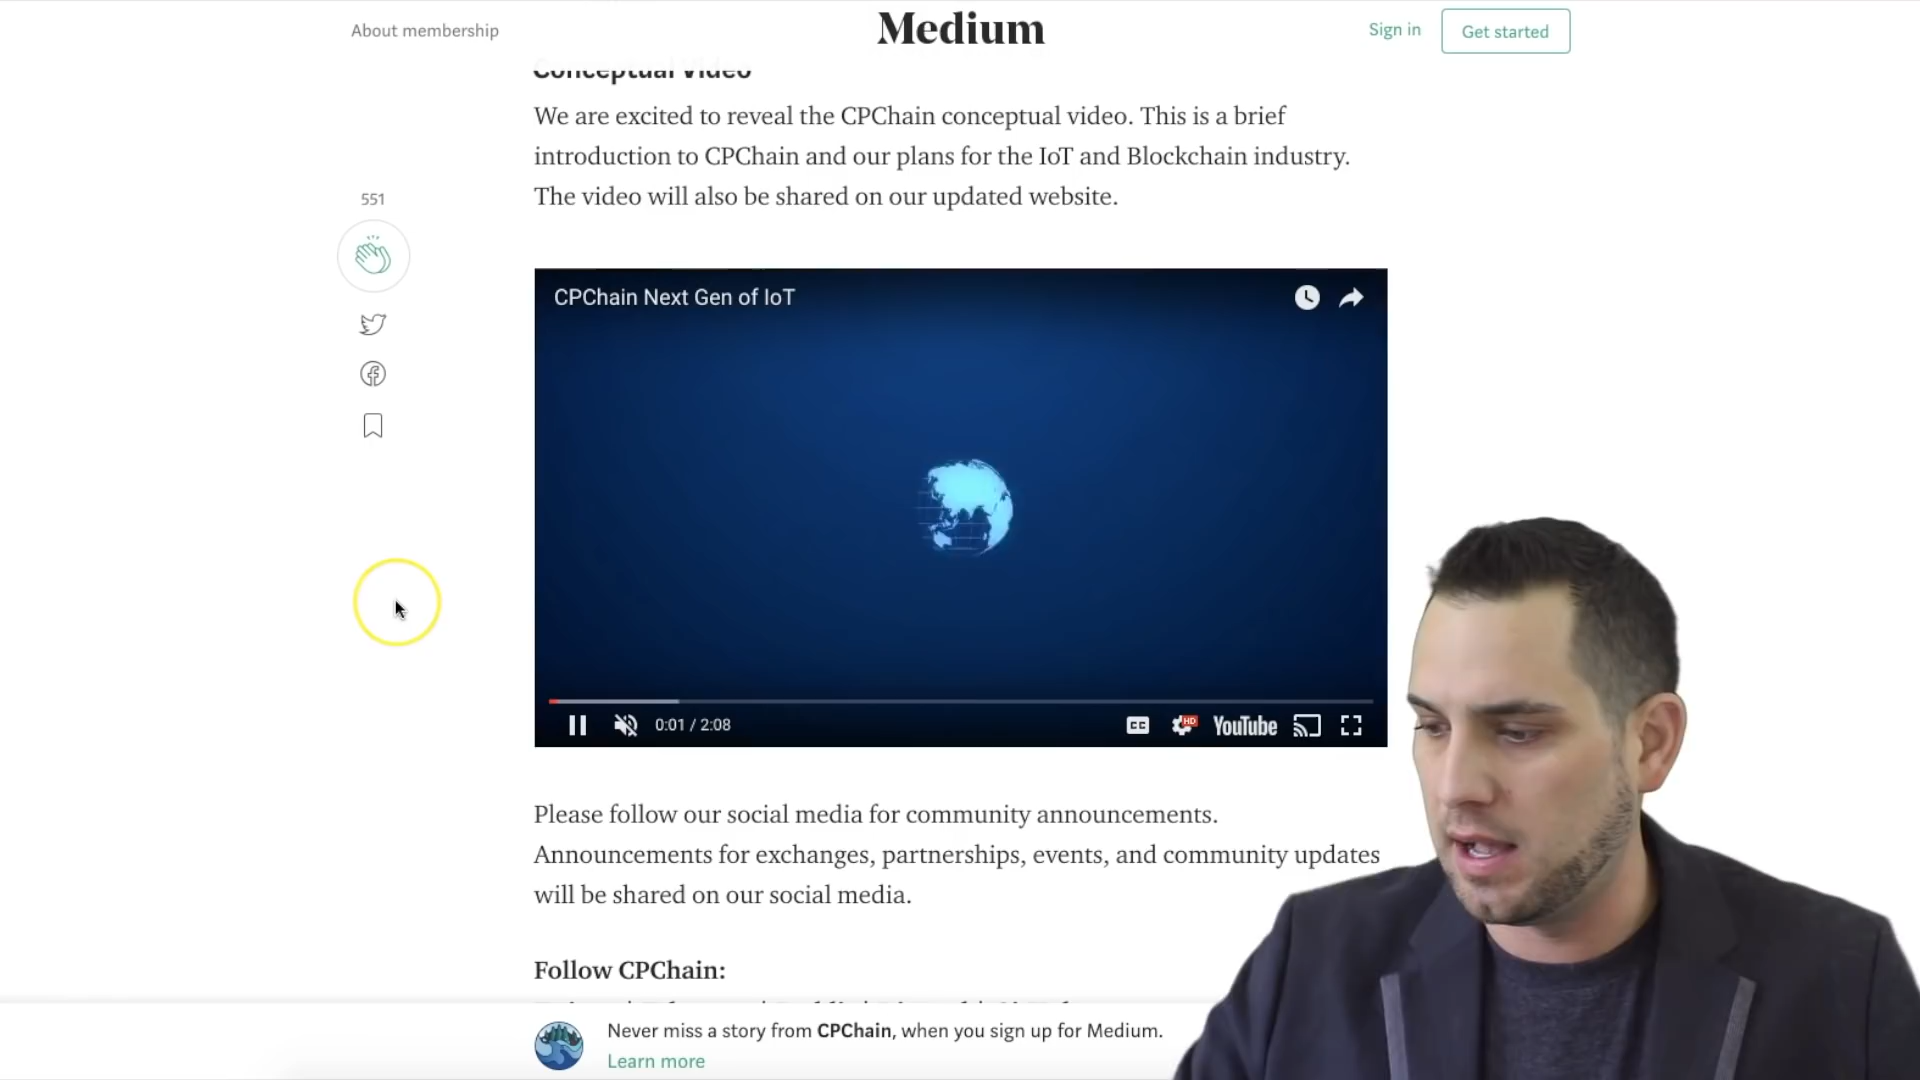 About membership
Medium
Sign in
Get started
Conceptual Video
We are excited to reveal the CPChain conceptual video. This is a brief
introduction to CPChain and our plans for the IoT and Blockchain industry.
The video will also be shared on our updated website.
551
CPChain Next Gen of IoT
0:01 / 2:08
CC
HD
YouTube
Please follow our social media for community announcements.
Announcements for exchanges, partnerships, events, and community updates
will be shared on our social media.
Follow CPChain:
Never miss a story from CPChain, when you sign up for Medium.
Learn more